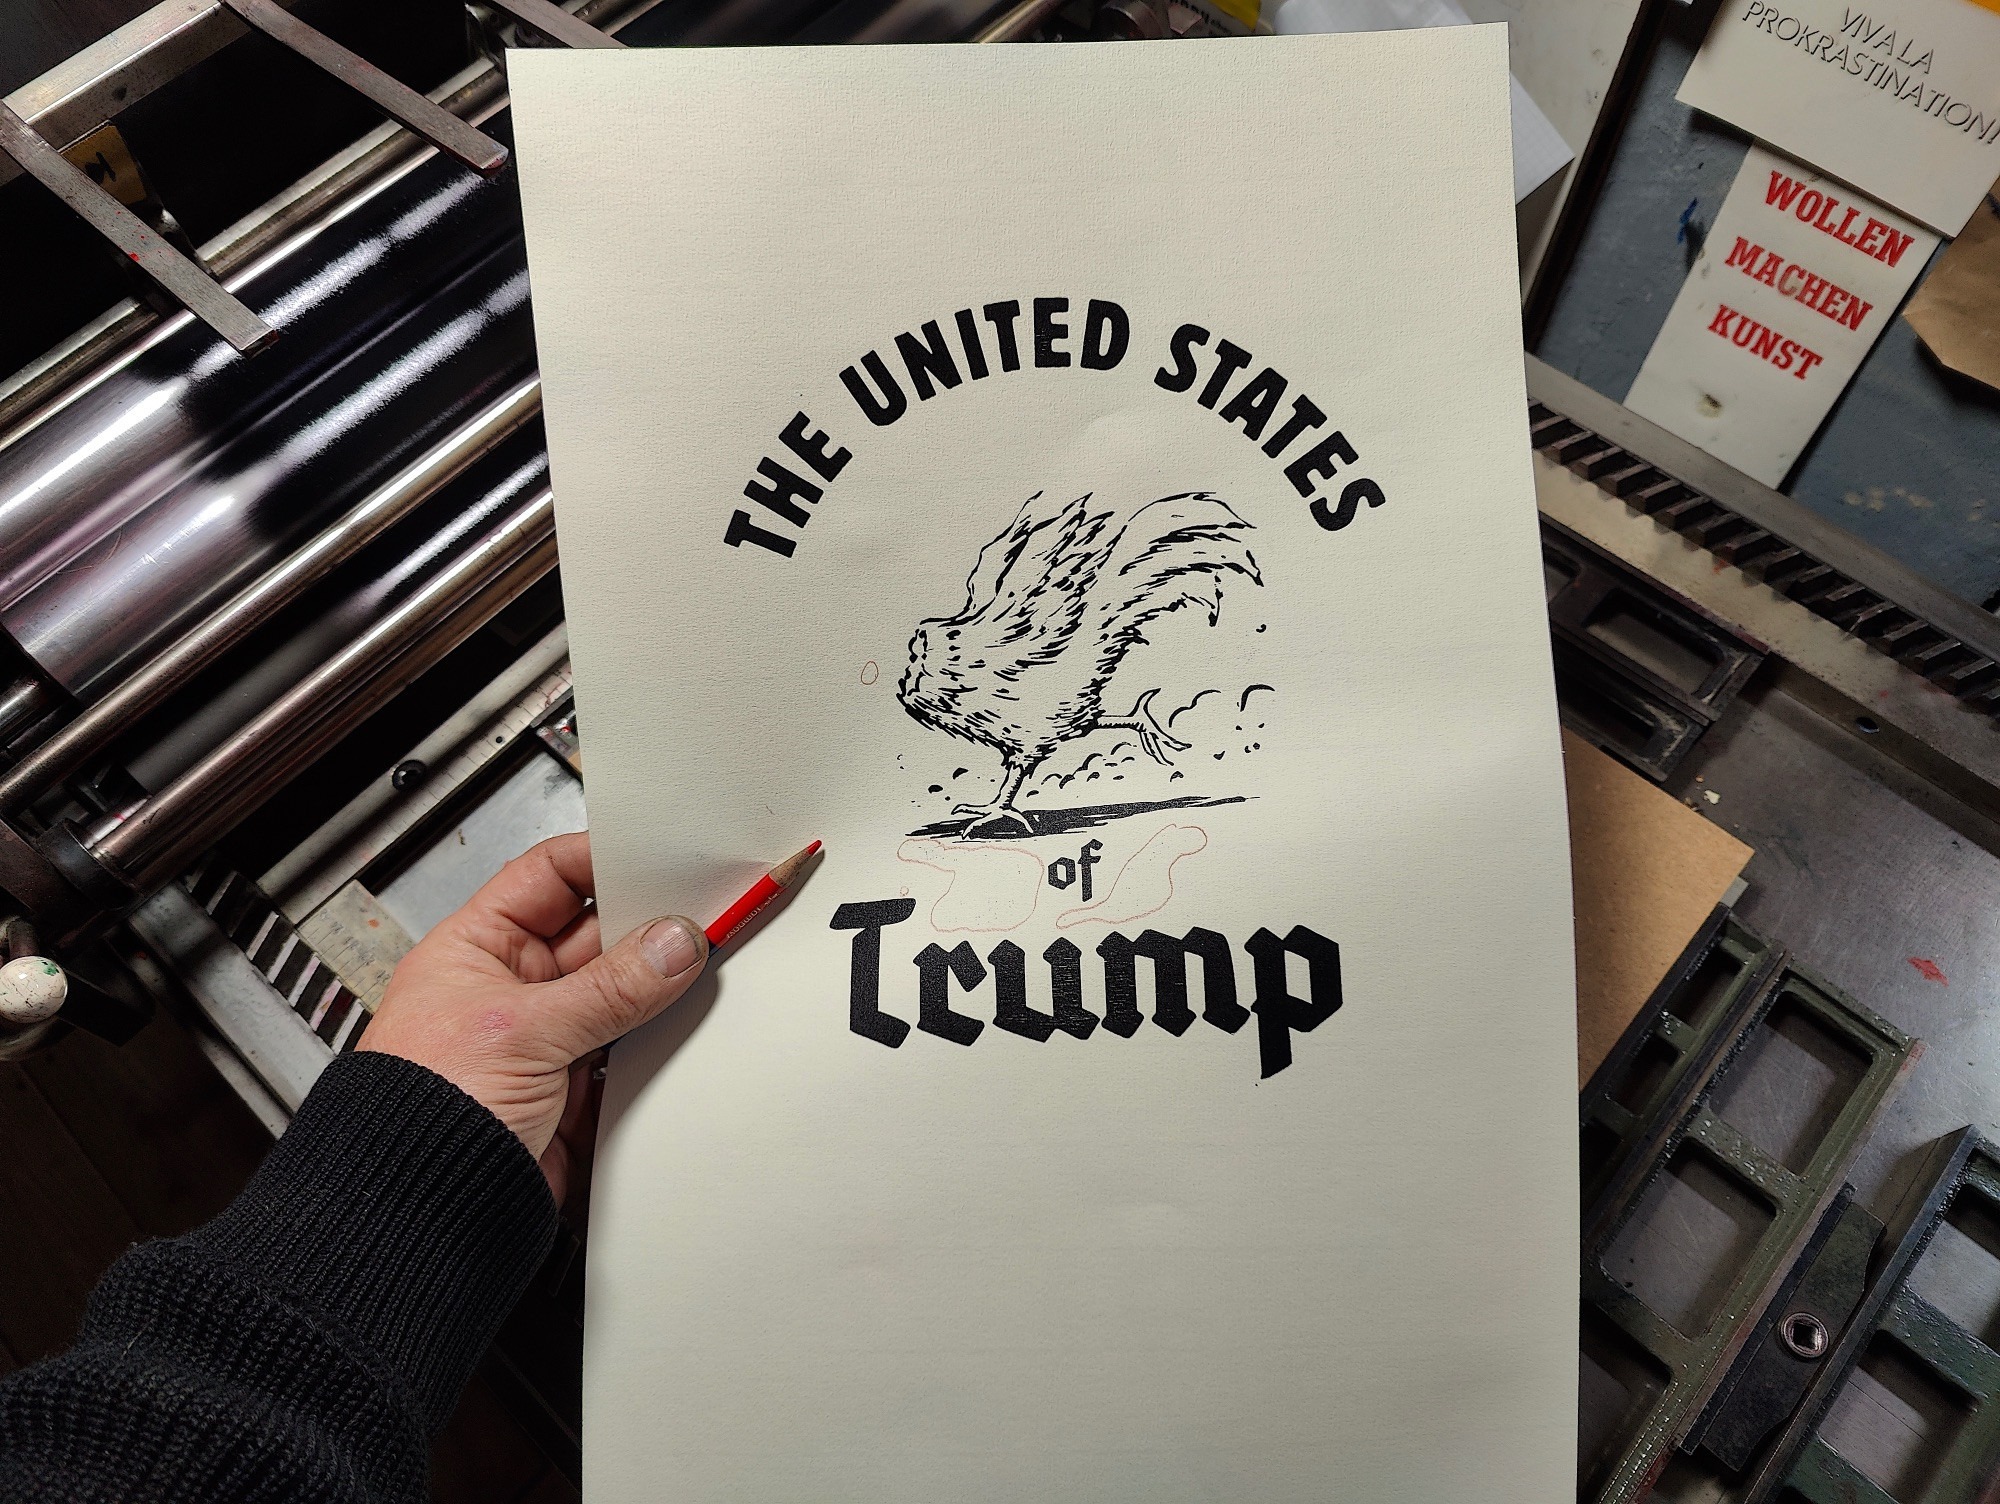 THE UNITED STATES
of
Trump
VIVA LA
PROKRASTINATION!
WOLLEN
MACHEN
KUNST